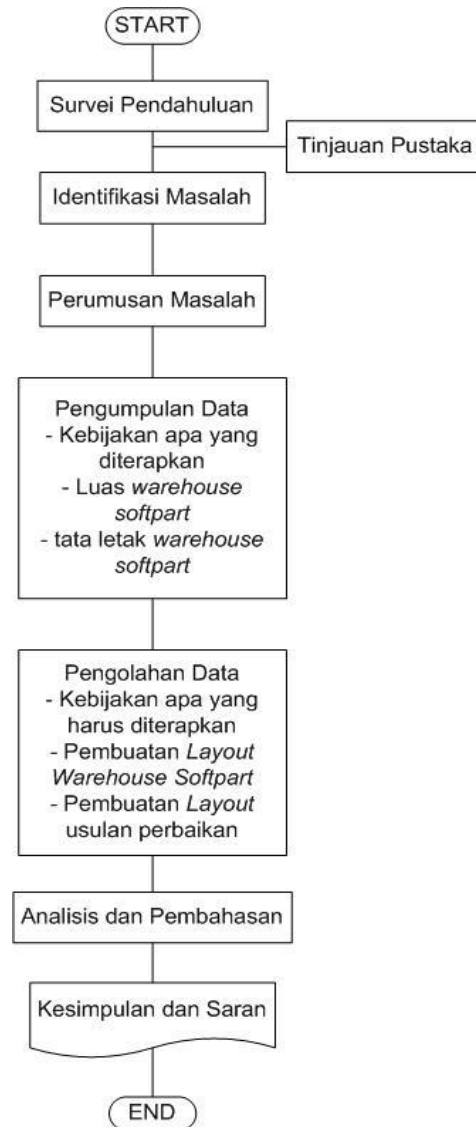 START
Survei Pendahuluan
Tinjauan Pustaka
Identifikasi Masalah
Perumusan Masalah
Pengumpulan Data
- Kebijakan apa yang
diterapkan
- Luas warehouse
softpart
- tata letak warehouse
softpart
Pengolahan Data
- Kebijakan apa yang
harus diterapkan
- Pembuatan Layout
Warehouse Softpart
- Pembuatan Layout
usulan perbaikan
Analisis dan Pembahasan
Kesimpulan dan Saran
END